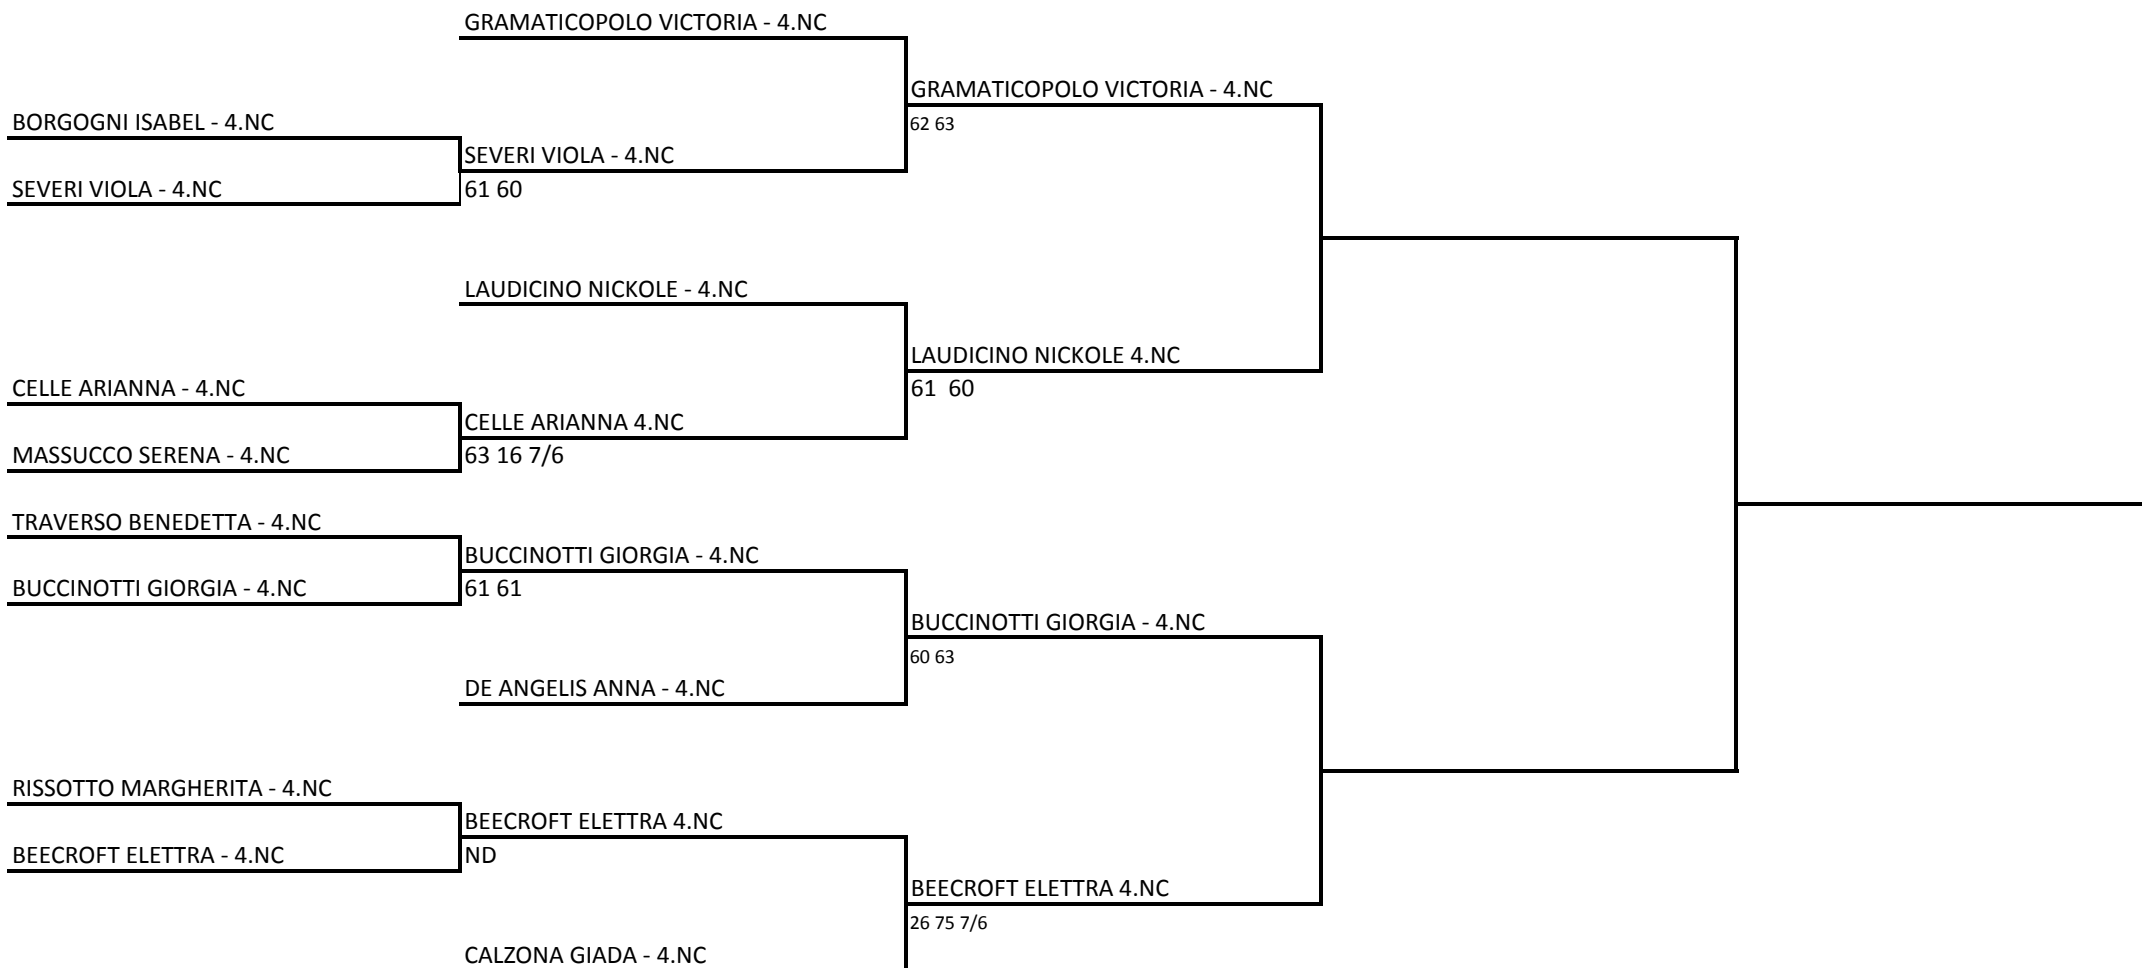 GRAMATICOPOLO VICTORIA - 4.NC
GRAMATICOPOLO VICTORIA - 4.NC
BORGOGNI ISABEL - 4.NC
62 63
SEVERI VIOLA - 4.NC
SEVERI VIOLA - 4.NC
61 60
LAUDICINO NICKOLE - 4.NC
LAUDICINO NICKOLE 4.NC
CELLE ARIANNA - 4.NC
61  60
CELLE ARIANNA 4.NC
MASSUCCO SERENA - 4.NC
63 16 7/6
TRAVERSO BENEDETTA - 4.NC
BUCCINOTTI GIORGIA - 4.NC
BUCCINOTTI GIORGIA - 4.NC
61 61
BUCCINOTTI GIORGIA - 4.NC
60 63
DE ANGELIS ANNA - 4.NC
RISSOTTO MARGHERITA - 4.NC
BEECROFT ELETTRA 4.NC
BEECROFT ELETTRA - 4.NC
ND
BEECROFT ELETTRA 4.NC
26 75 7/6
CALZONA GIADA - 4.NC